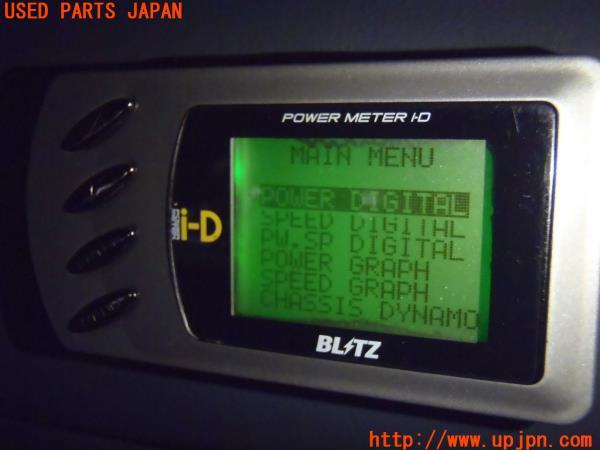 USED PARTS JAPAN
POWER METER i-D
MAIN MENU
POWER DIGITAL
SPEED DIGITAL
PW.SP DIGITAL
POWER GRAPH
SPEED GRAPH
CHASSIS DYNAMO
POWER i-D
BLITZ
http://www.upjpn.com